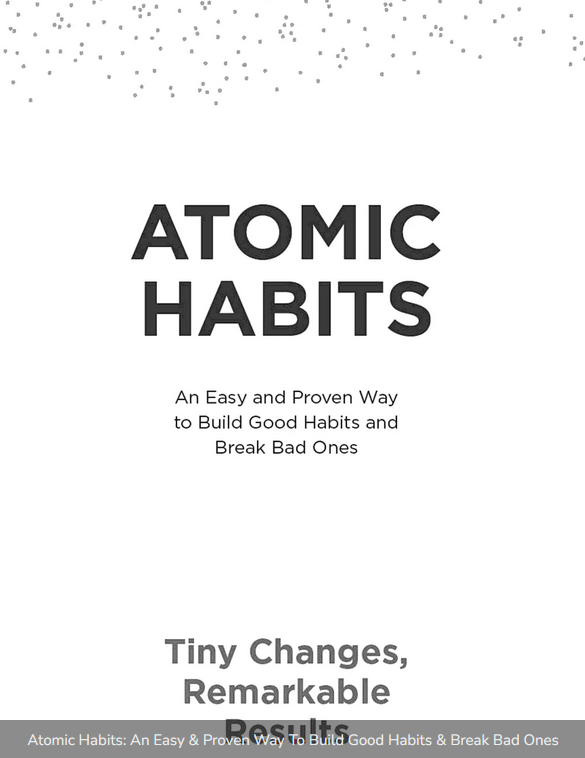 ATOMIC
HABITS
An Easy and Proven Way
to Build Good Habits and
Break Bad Ones
Tiny Changes,
Remarkable
Results
Atomic Habits: An Easy & Proven Way To Build Good Habits & Break Bad Ones